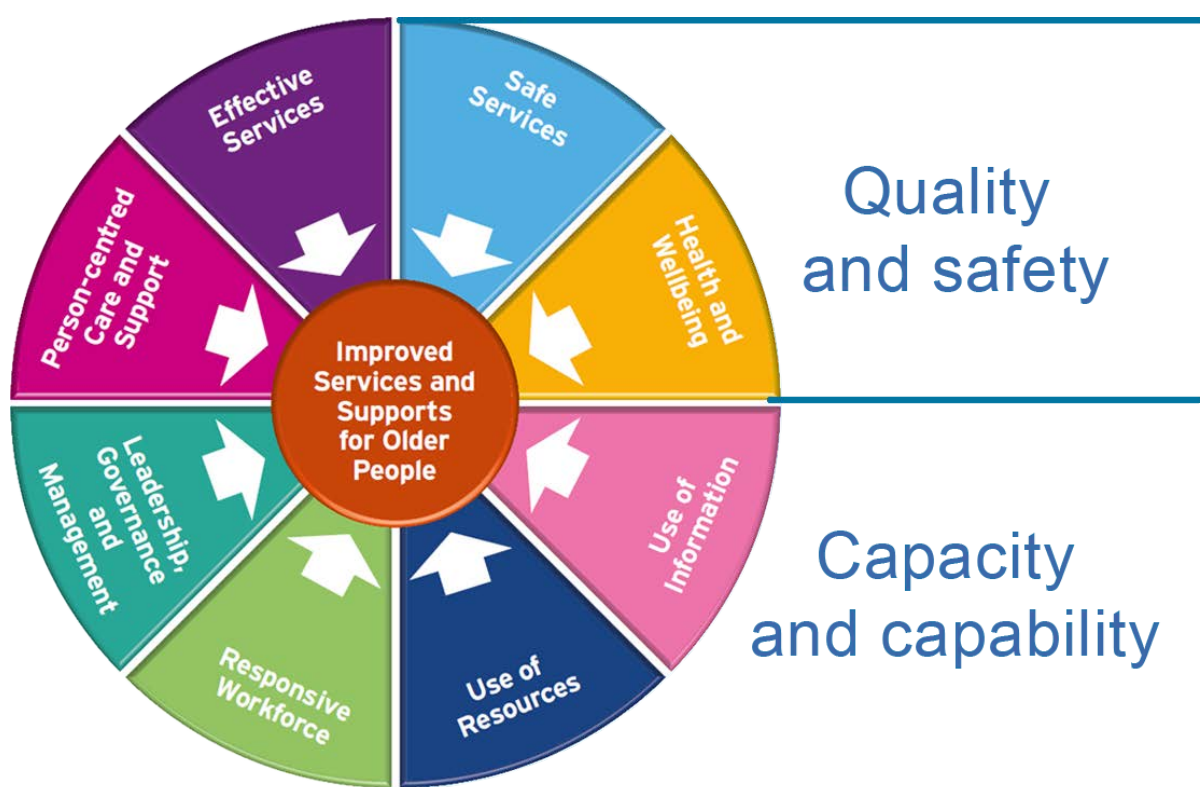 Effective
Services
Safe
Services
Person-centred
Care and
Support
Health and
Wellbeing
Quality
and safety
Improved
Services and
Supports
for Older
People
Leadership,
Governance
and
Management
Use of
Information
Responsive
Workforce
Use of
Resources
Capacity
and capability